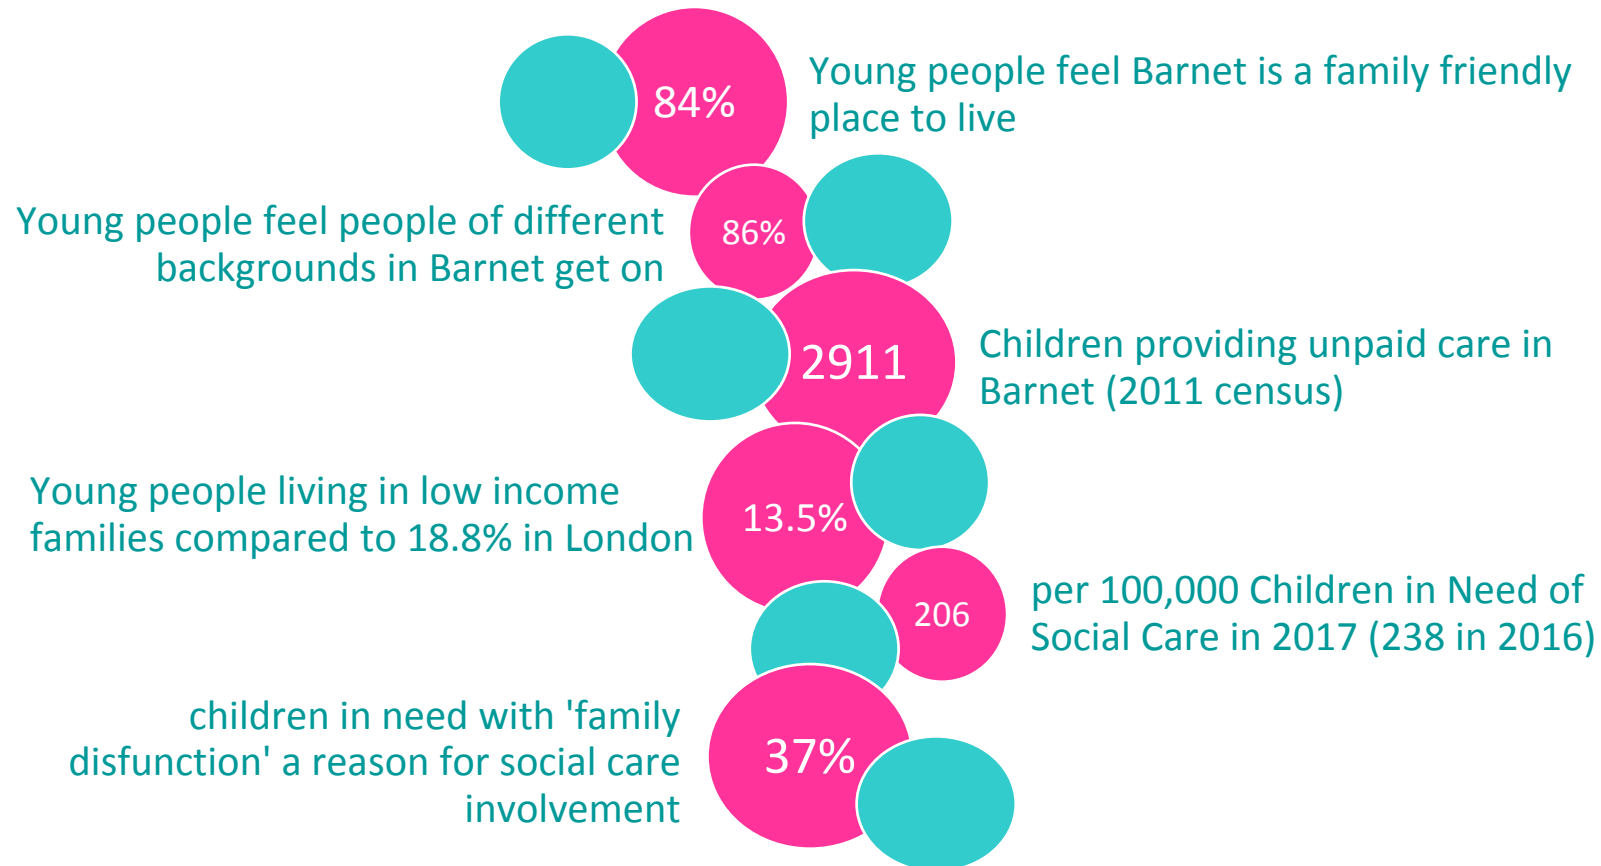 84%
Young people feel Barnet is a family friendly
place to live
Young people feel people of different
backgrounds in Barnet get on
86%
2911
Children providing unpaid care in
Barnet (2011 census)
Young people living in low income
families compared to 18.8% in London
13.5%
206
per 100,000 Children in Need of
Social Care in 2017 (238 in 2016)
children in need with 'family
disfunction' a reason for social care
involvement
37%